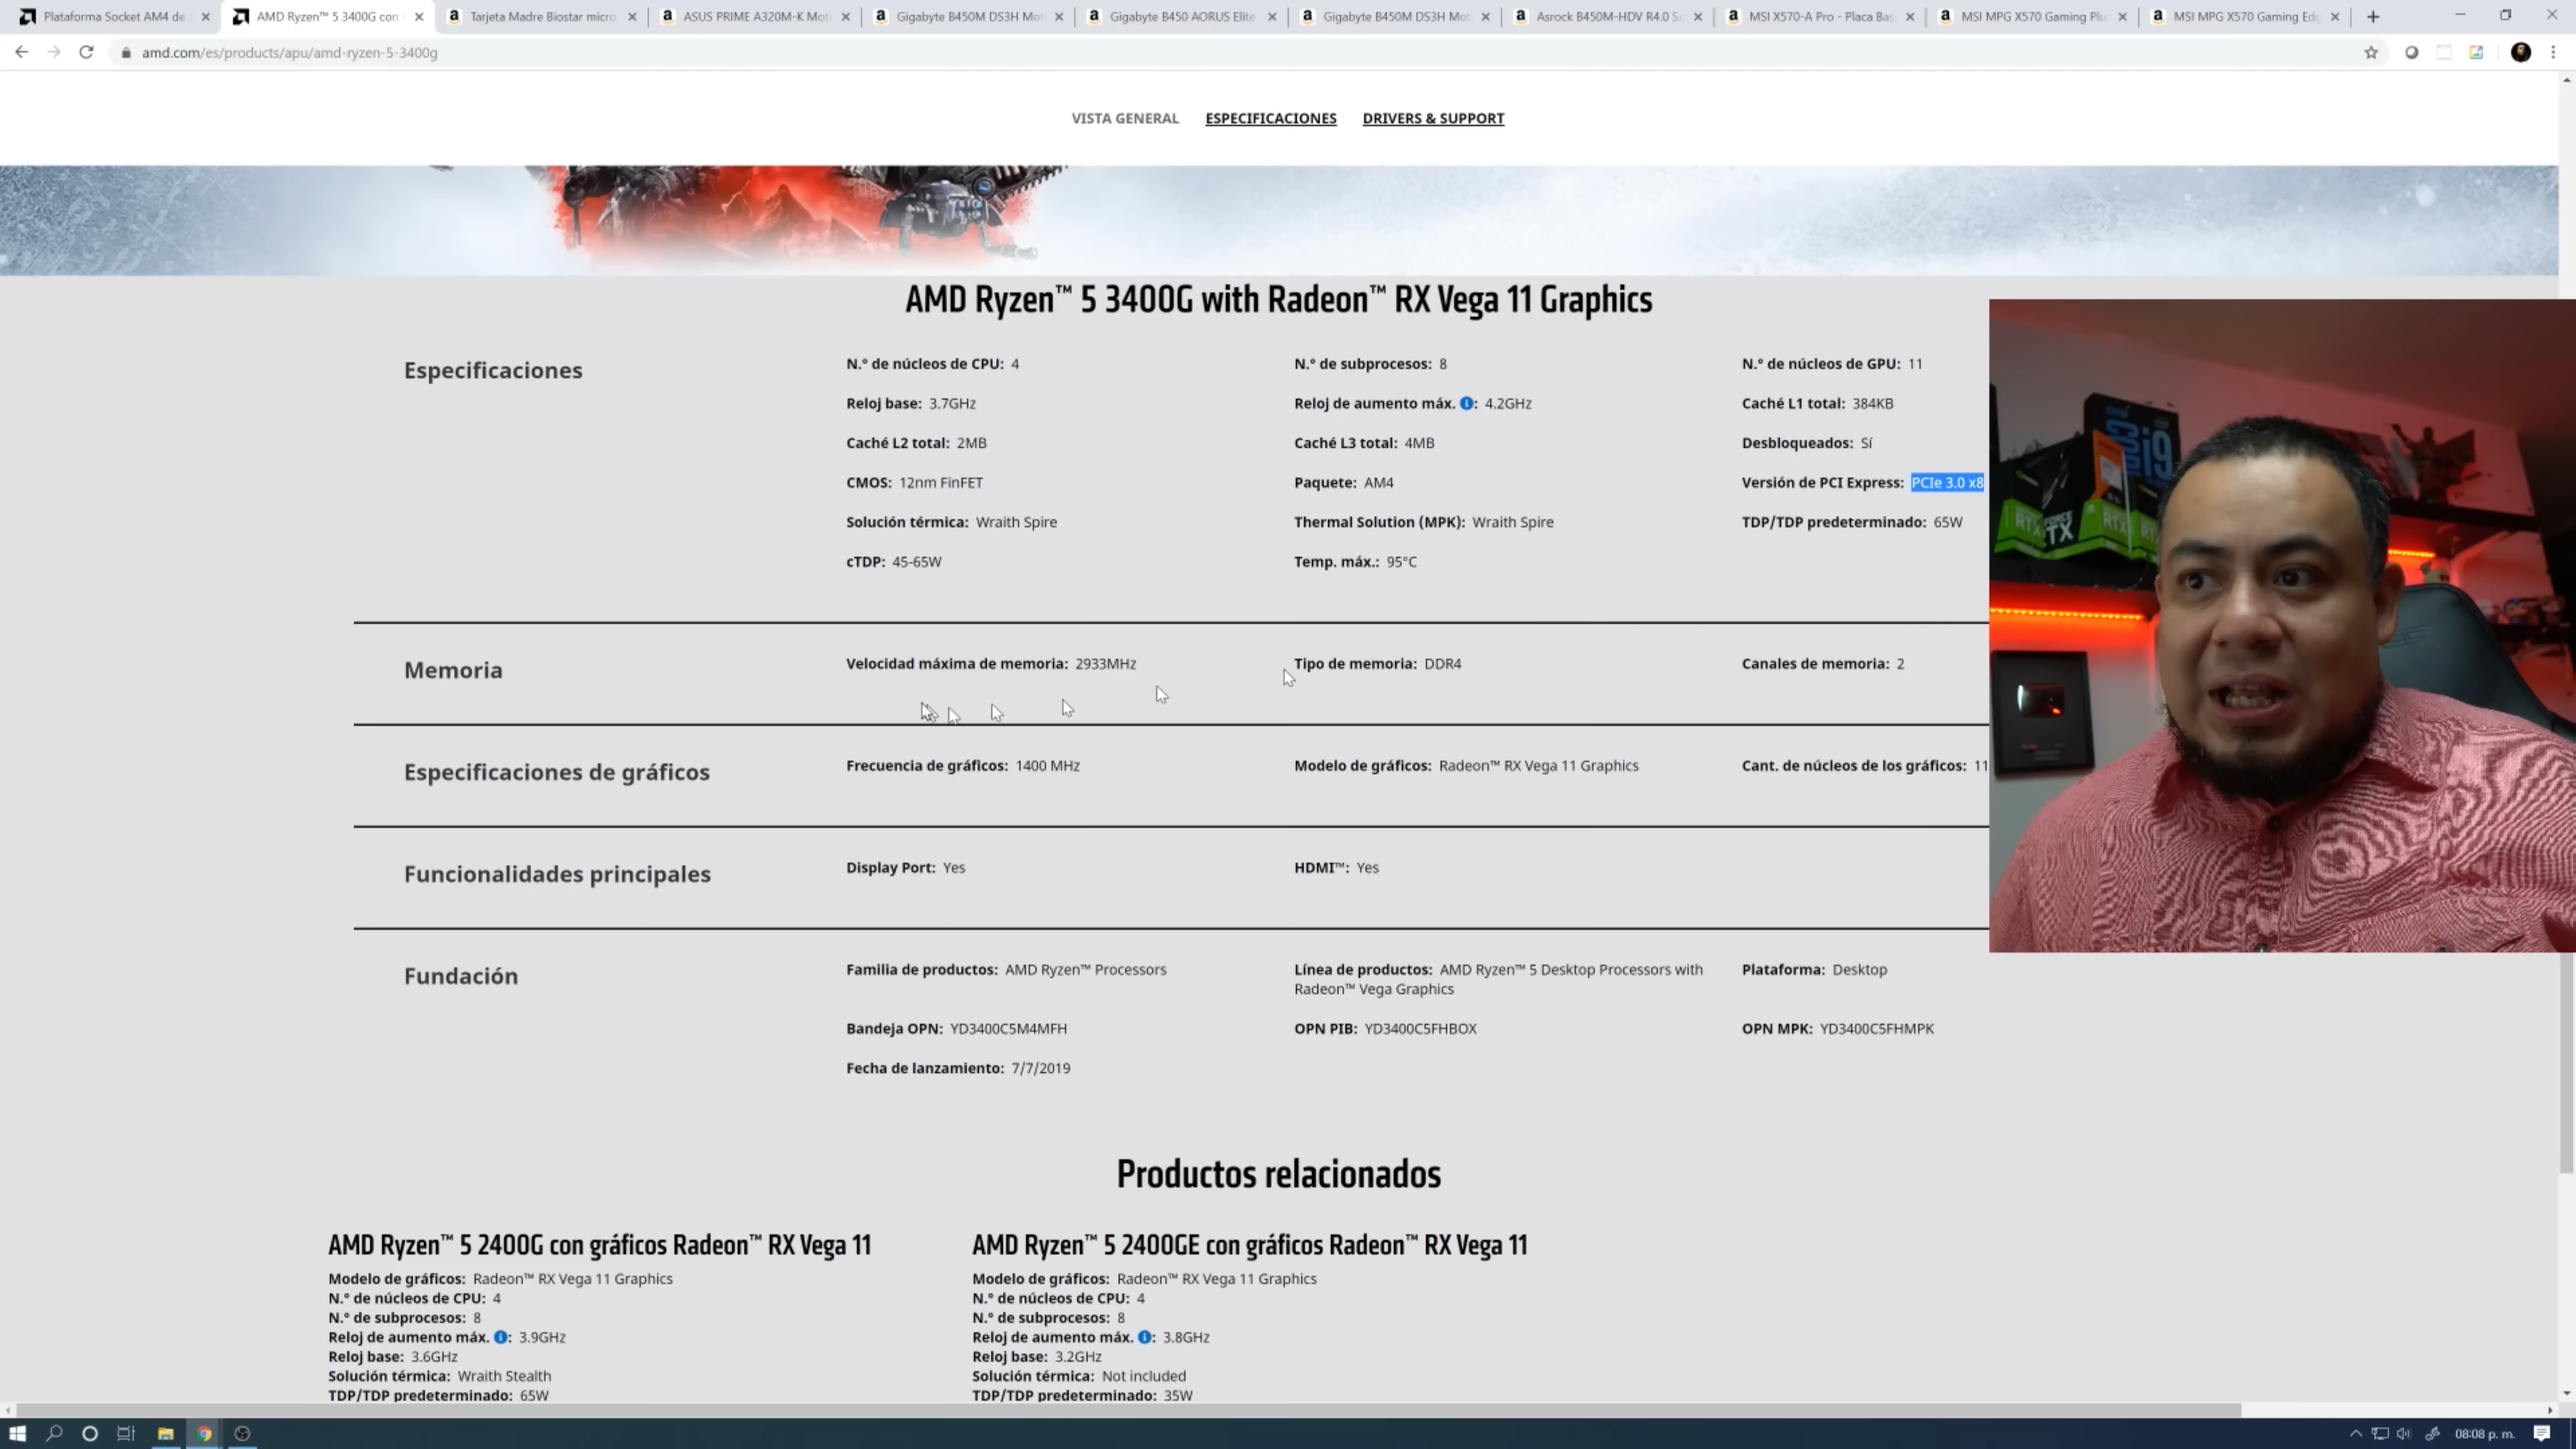 Plataforma Socket AM4 de
AMD Ryzen™ 5 3400G con
Tarjeta Madre Biostar micro
ASUS PRIME A320M-K Mot
Gigabyte B450M DS3H Mot
Gigabyte B450 AORUS Elite
Gigabyte B450M DS3H Mot
Asrock B450M-HDV R4.0 So
MSI X570-A Pro - Placa Bas
MSI MPG X570 Gaming Plu
MSI MPG X570 Gaming Edg
amd.com/es/products/apu/amd-ryzen-5-3400g
VISTA GENERAL ESPECIFICACIONES DRIVERS & SUPPORT
AMD Ryzen™ 5 3400G with Radeon™ RX Vega 11 Graphics
Especificaciones
N.º de núcleos de CPU: 4 N.º de subprocesos: 8 N.º de núcleos de GPU: 11
Reloj base: 3.7GHz Reloj de aumento máx. : 4.2GHz Caché L1 total: 384KB
Caché L2 total: 2MB Caché L3 total: 4MB Desbloqueados: Sí
CMOS: 12nm FinFET Paquete: AM4 Versión de PCI Express: PCIe 3.0 x8
Solución térmica: Wraith Spire Thermal Solution (MPK): Wraith Spire TDP/TDP predeterminado: 65W
cTDP: 45-65W Temp. máx.: 95°C
Memoria
Velocidad máxima de memoria: 2933MHz Tipo de memoria: DDR4 Canales de memoria: 2
Especificaciones de gráficos
Frecuencia de gráficos: 1400 MHz Modelo de gráficos: Radeon™ RX Vega 11 Graphics Cant. de núcleos de los gráficos: 11
Funcionalidades principales
Display Port: Yes HDMI™: Yes
Fundación
Familia de productos: AMD Ryzen™ Processors Línea de productos: AMD Ryzen™ 5 Desktop Processors with Plataforma: Desktop
Radeon™ Vega Graphics
Bandeja OPN: YD3400C5M4MFH OPN PIB: YD3400C5FHBOX OPN MPK: YD3400C5FHMPK
Fecha de lanzamiento: 7/7/2019
Productos relacionados
AMD Ryzen™ 5 2400G con gráficos Radeon™ RX Vega 11
Modelo de gráficos: Radeon™ RX Vega 11 Graphics
N.º de núcleos de CPU: 4
N.º de subprocesos: 8
Reloj de aumento máx. : 3.9GHz
Reloj base: 3.6GHz
Solución térmica: Wraith Stealth
TDP/TDP predeterminado: 65W
AMD Ryzen™ 5 2400GE con gráficos Radeon™ RX Vega 11
Modelo de gráficos: Radeon™ RX Vega 11 Graphics
N.º de núcleos de CPU: 4
N.º de subprocesos: 8
Reloj de aumento máx. : 3.8GHz
Reloj base: 3.2GHz
Solución térmica: Not included
TDP/TDP predeterminado: 35W
i9
RTX
RTX
08:08 p. m.